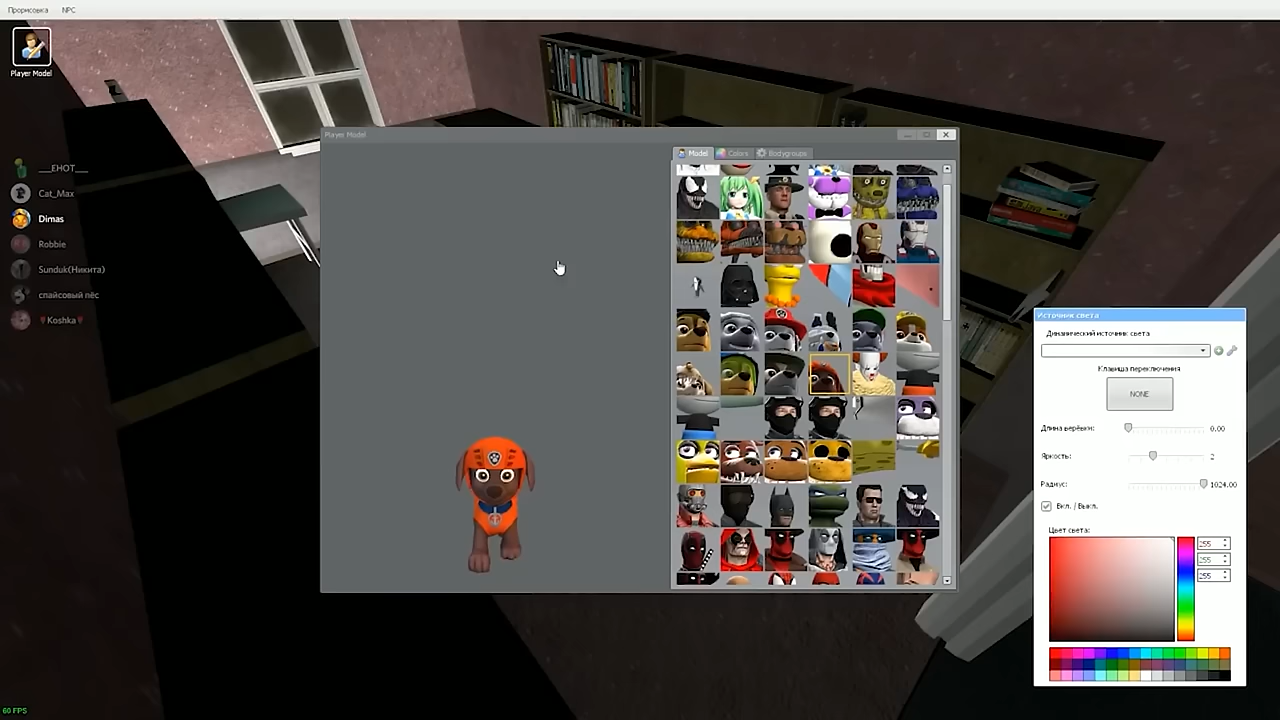 Прорисовка NPC
Player Model
___EHOT___
Cat_Max
Dimas
Robbie
Sunduk(Никита)
спайсовый пёс
Koshka
Player Model
Model Colors Bodygroups
Источник света
Динамический источник света
Клавиша переключения
NONE
Длина верёвки: 0.00
Яркость: 2
Радиус: 1024.00
Вкл. / Выкл.
Цвет света:
255
255
255
60 FPS